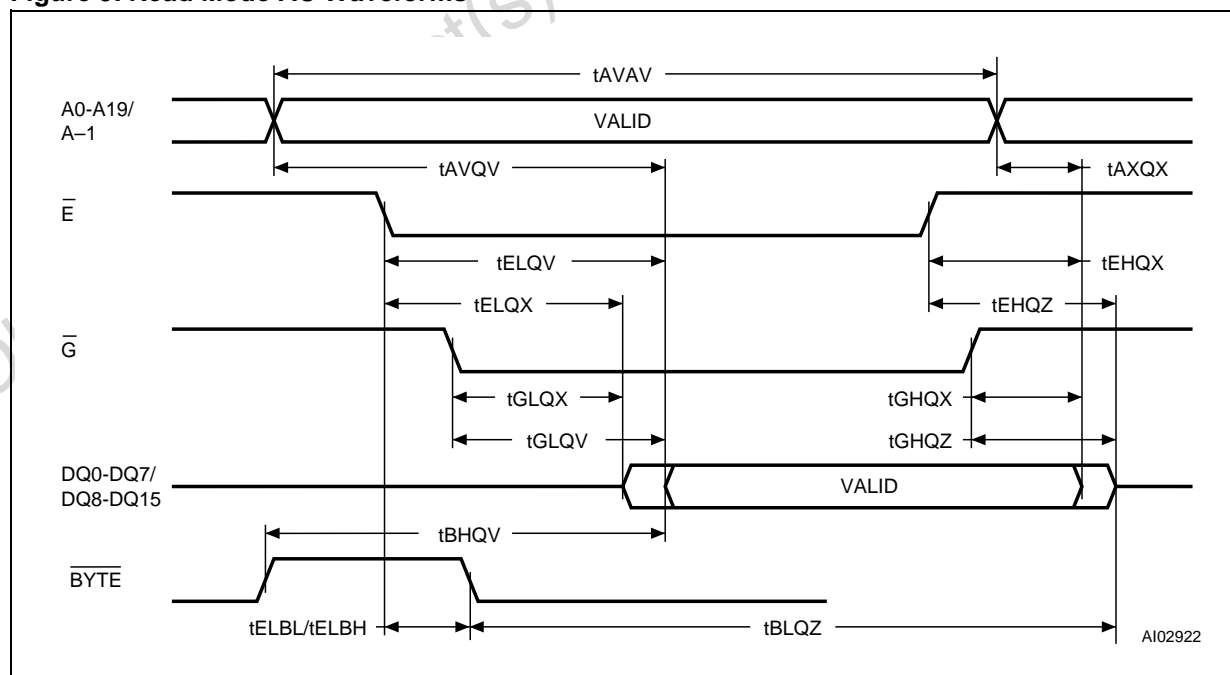 tAVAV
A0-A19/
A–1
VALID
tAVQV
tAXQX
E
tELQV
tEHQX
tELQX
tEHQZ
G
tGLQX
tGHQX
tGLQV
tGHQZ
DQ0-DQ7/
DQ8-DQ15
VALID
tBHQV
BYTE
tELBL/tELBH
tBLQZ
AI02922